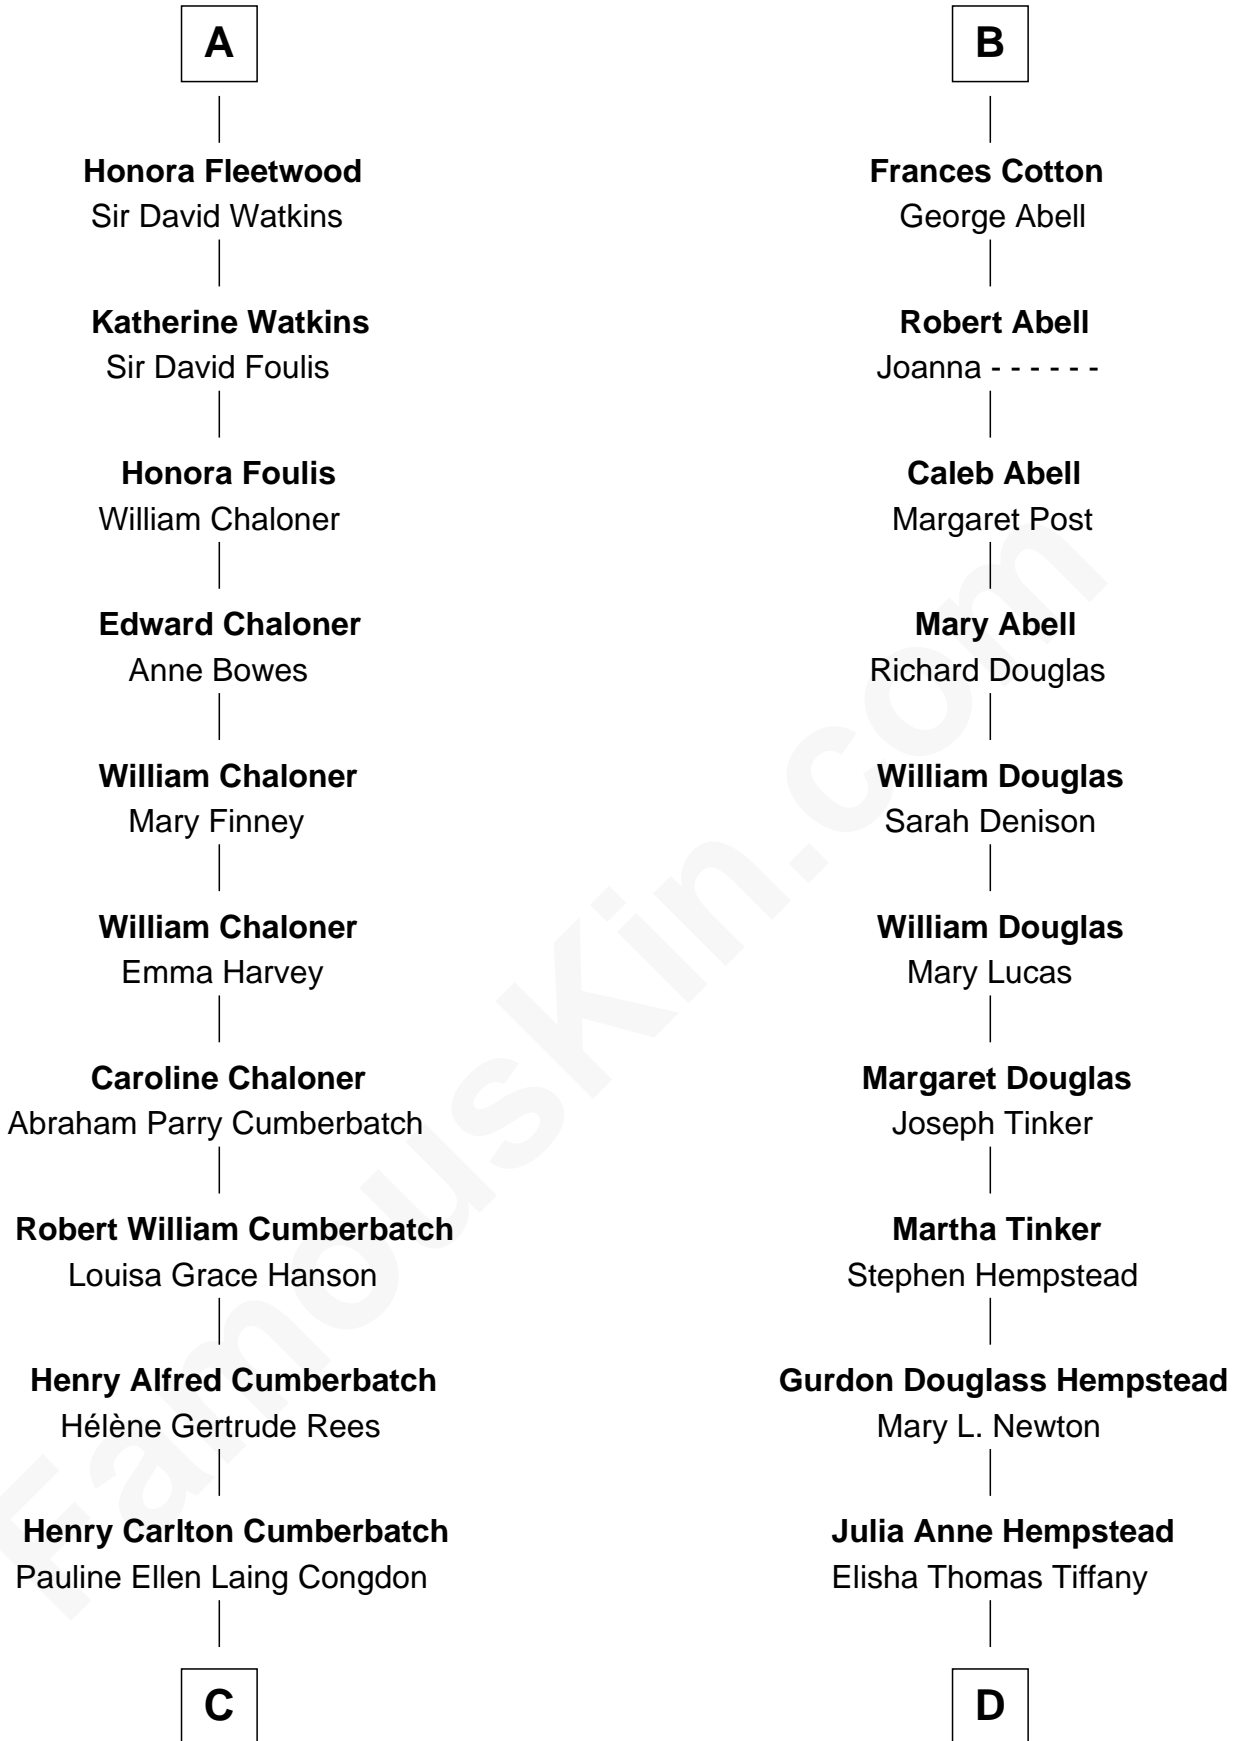 A
Honora Fleetwood
Sir David Watkins
Katherine Watkins
Sir David Foulis
Honora Foulis
William Chaloner
Edward Chaloner
Anne Bowes
William Chaloner
Mary Finney
William Chaloner
Emma Harvey
Caroline Chaloner
Abraham Parry Cumberbatch
Robert William Cumberbatch
Louisa Grace Hanson
Henry Alfred Cumberbatch
Hélène Gertrude Rees
Henry Carlton Cumberbatch
Pauline Ellen Laing Congdon
C
B
Frances Cotton
George Abell
Robert Abell
Joanna - - - - - -
Caleb Abell
Margaret Post
Mary Abell
Richard Douglas
William Douglas
Sarah Denison
William Douglas
Mary Lucas
Margaret Douglas
Joseph Tinker
Martha Tinker
Stephen Hempstead
Gurdon Douglass Hempstead
Mary L. Newton
Julia Anne Hempstead
Elisha Thomas Tiffany
D
FamousKin.com